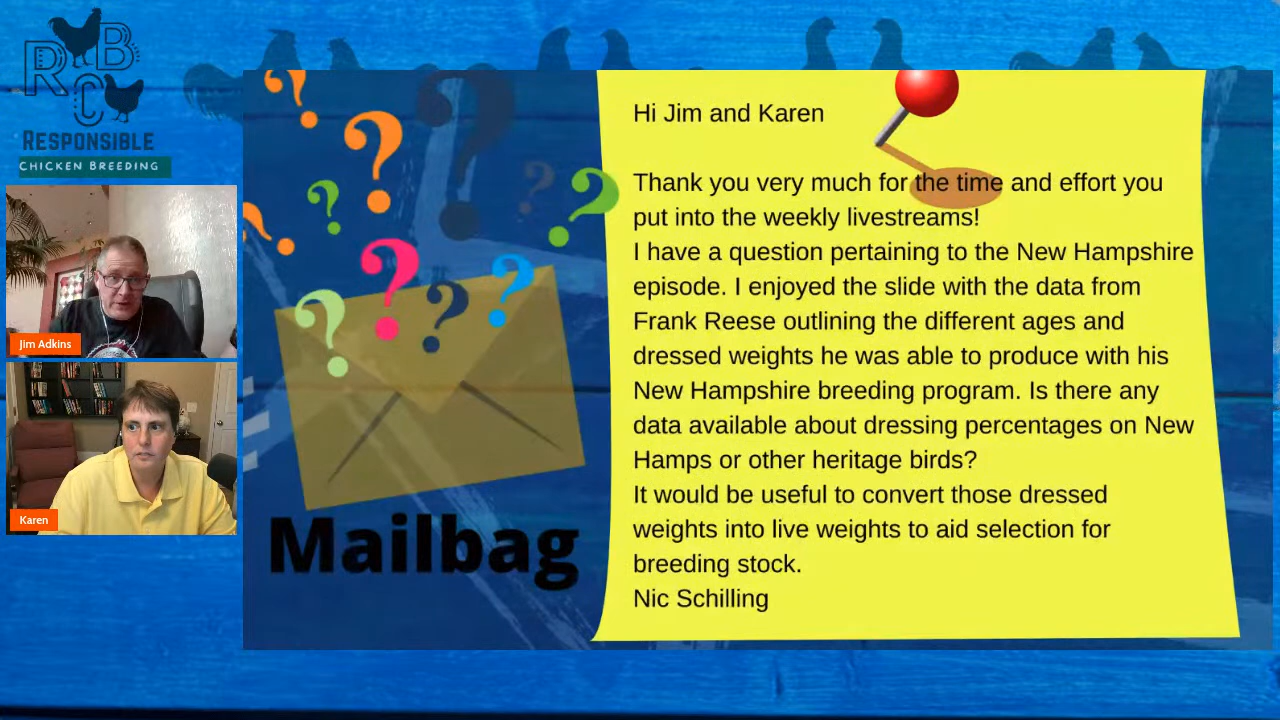 R B
C
RESPONSIBLE
CHICKEN BREEDING
Jim Adkins
Karen
Mailbag
Hi Jim and Karen
Thank you very much for the time and effort you
put into the weekly livestreams!
I have a question pertaining to the New Hampshire
episode. I enjoyed the slide with the data from
Frank Reese outlining the different ages and
dressed weights he was able to produce with his
New Hampshire breeding program. Is there any
data available about dressing percentages on New
Hamps or other heritage birds?
It would be useful to convert those dressed
weights into live weights to aid selection for
breeding stock.
Nic Schilling